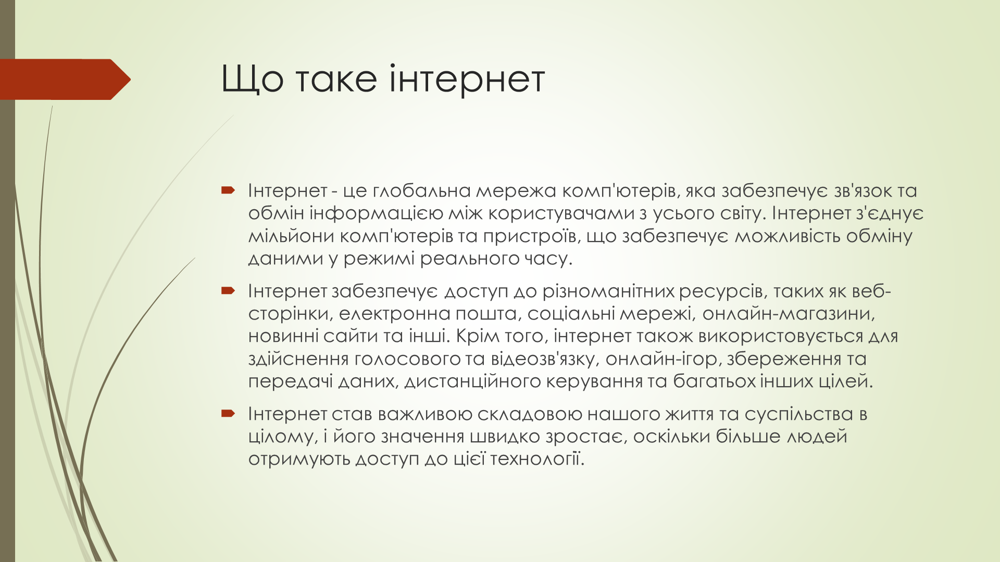 Що таке інтернет
Інтернет - це глобальна мережа комп'ютерів, яка забезпечує зв'язок та
обмін інформацією між користувачами з усього світу. Інтернет з'єднує
мільйони комп'ютерів та пристроїв, що забезпечує можливість обміну
даними у режимі реального часу.
Інтернет забезпечує доступ до різноманітних ресурсів, таких як веб-
сторінки, електронна пошта, соціальні мережі, онлайн-магазини,
новинні сайти та інші. Крім того, інтернет також використовується для
здійснення голосового та відеозв'язку, онлайн-ігор, збереження та
передачі даних, дистанційного керування та багатьох інших цілей.
Інтернет став важливою складовою нашого життя та суспільства в
цілому, і його значення швидко зростає, оскільки більше людей
отримують доступ до цієї технології.